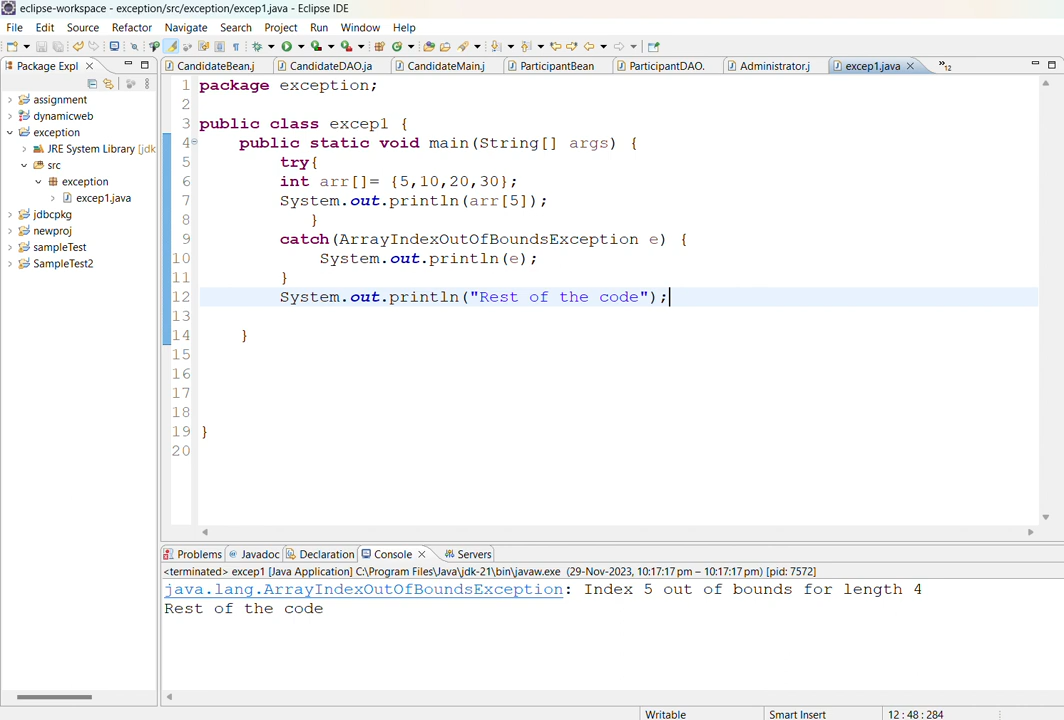 eclipse-workspace - exception/src/exception/excep1.java - Eclipse IDE
File Edit Source Refactor Navigate Search Project Run Window Help
Package Expl
CandidateBean.j CandidateDAO.ja CandidateMain.j ParticipantBean ParticipantDAO. Administrator.j excep1.java »12
assignment
dynamicweb
exception
JRE System Library [jdk
src
exception
excep1.java
jdbcpkg
newproj
sampleTest
SampleTest2
1 package exception;
2
3 public class excep1 {
4 public static void main(String[] args) {
5 try{
6 int arr[]= {5,10,20,30};
7 System.out.println(arr[5]);
8 }
9 catch(ArrayIndexOutOfBoundsException e) {
10 System.out.println(e);
11 }
12 System.out.println("Rest of the code");
13
14 }
15
16
17
18
19 }
20
Problems @ Javadoc Declaration Console Servers
<terminated> excep1 [Java Application] C:\Program Files\Java\jdk-21\bin\javaw.exe (29-Nov-2023, 10:17:17 pm – 10:17:17 pm) [pid: 7572]
java.lang.ArrayIndexOutOfBoundsException: Index 5 out of bounds for length 4
Rest of the code
Writable Smart Insert 12 : 48 : 284